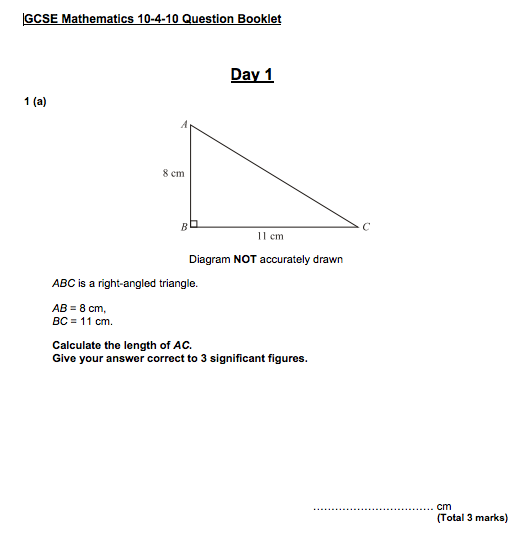 GCSE Mathematics 10-4-10 Question Booklet
Day 1
1 (a)
A
8 cm
B
C
11 cm
Diagram NOT accurately drawn
ABC is a right-angled triangle.
AB = 8 cm,
BC = 11 cm.
Calculate the length of AC.
Give your answer correct to 3 significant figures.
................................. cm
(Total 3 marks)